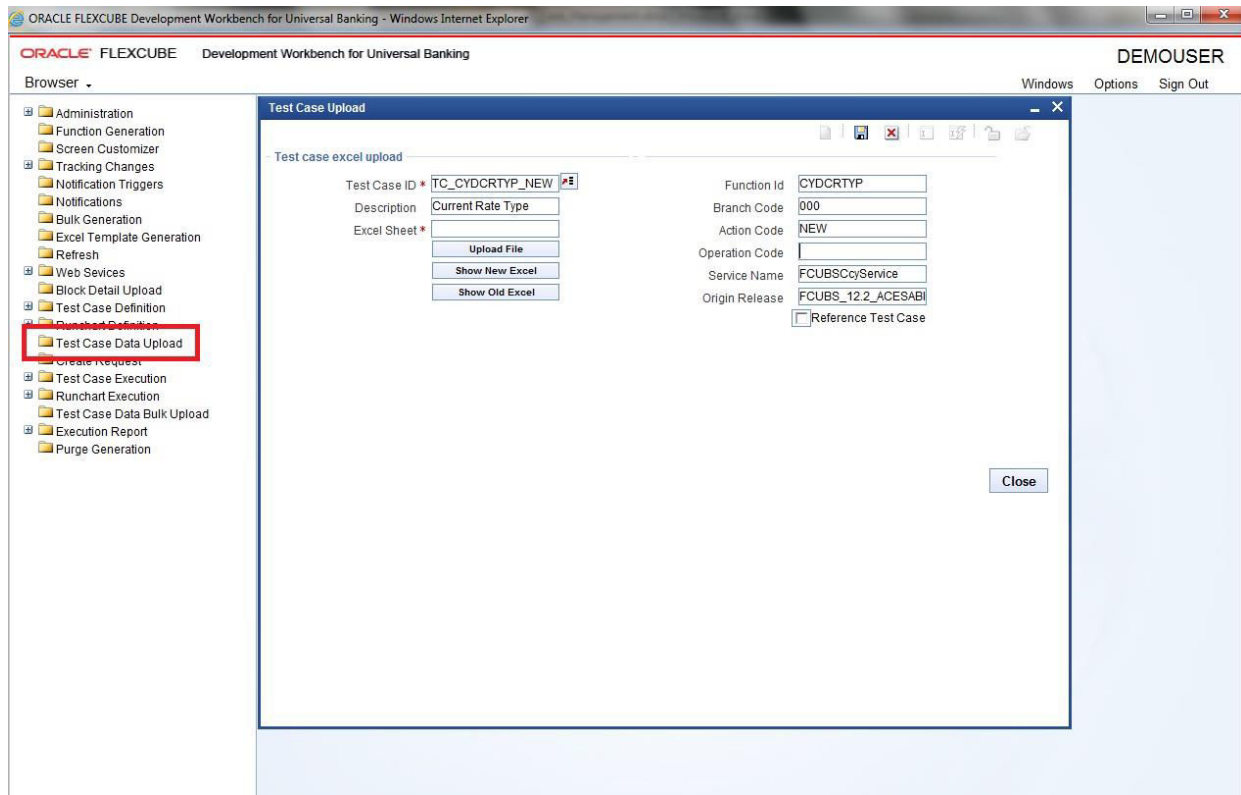 ORACLE FLEXCUBE Development Workbench for Universal Banking - Windows Internet Explorer
ORACLE FLEXCUBE Development Workbench for Universal Banking
DEMOUSER
Browser
Windows Options Sign Out
Administration
Function Generation
Screen Customizer
Tracking Changes
Notification Triggers
Notifications
Bulk Generation
Excel Template Generation
Refresh
Web Sevices
Block Detail Upload
Test Case Definition
Runchart Definition
Test Case Data Upload
Create Request
Test Case Execution
Runchart Execution
Test Case Data Bulk Upload
Execution Report
Purge Generation
Test Case Upload
Test case excel upload
Test Case ID * TC_CYDCRTYP_NEW
Description Current Rate Type
Excel Sheet *
Upload File
Show New Excel
Show Old Excel
Function Id CYDCRTYP
Branch Code 000
Action Code NEW
Operation Code
Service Name FCUBSCcyService
Origin Release FCUBS_12.2_ACESABI
Reference Test Case
Close